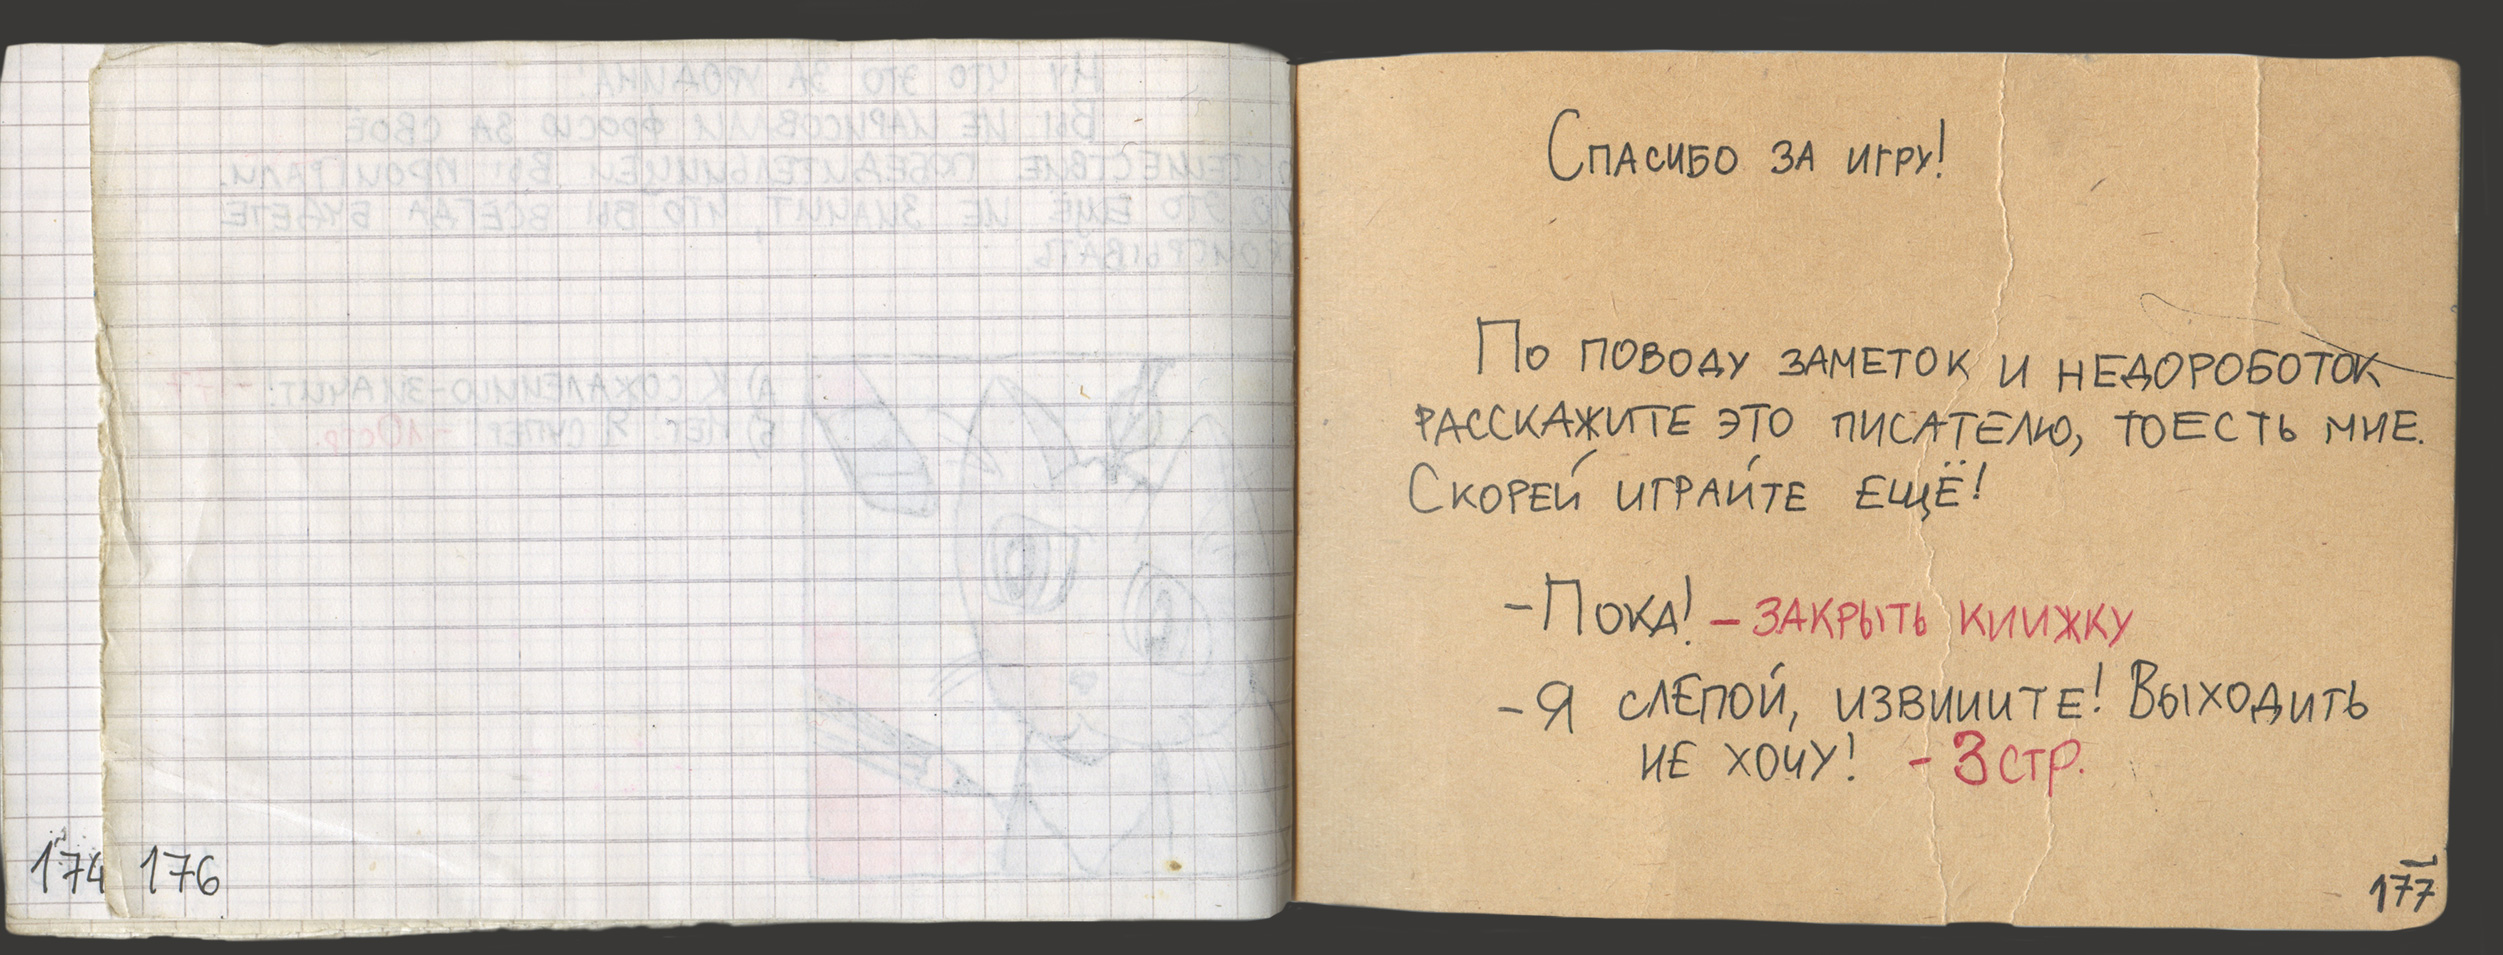 174 176
Спасибо за игру!
По поводу заметок и недороботок
расскажите это писателю, тоесть мне.
Скорей играйте ещё!
-Пока! - закрыть книжку
-Я слепой, извините! Выходить
не хочу! - 3 стр.
177